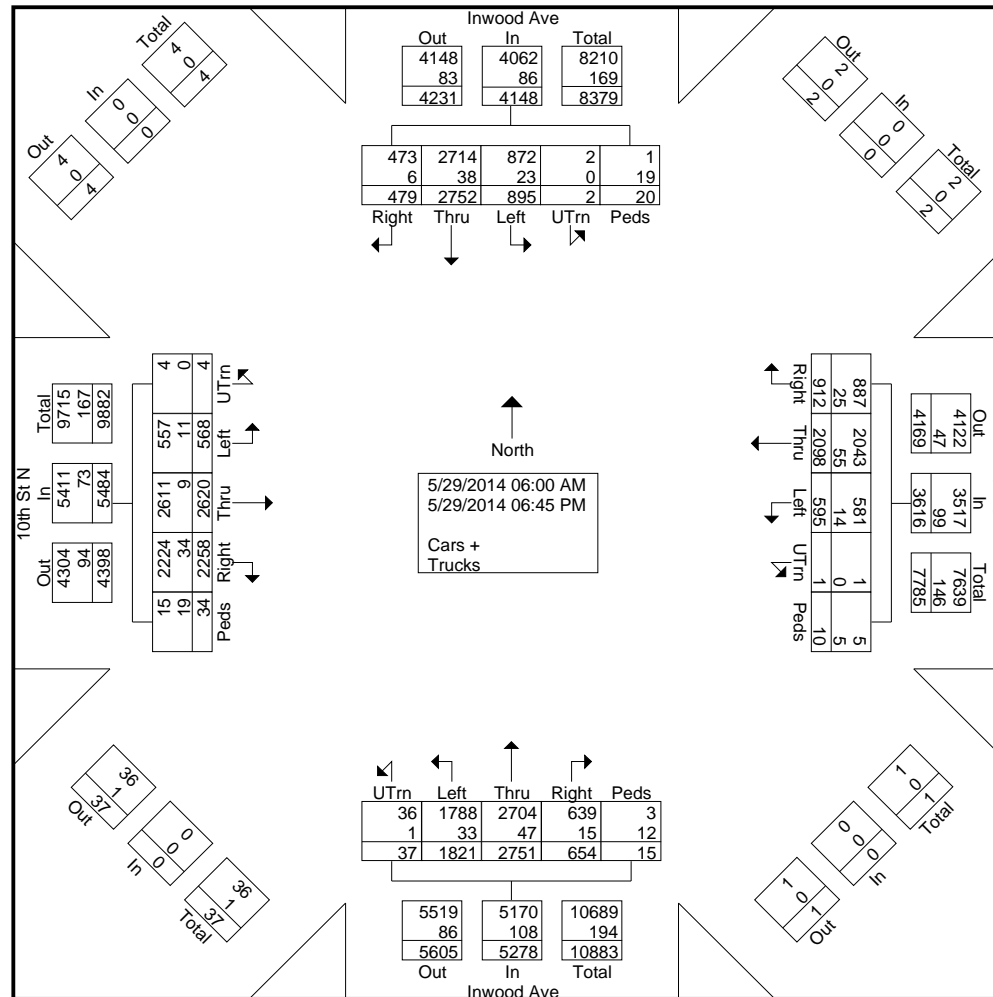 Inwood Ave
Out In Total
4148 4062 8210
83 86 169
4231 4148 8379
473 2714 872 2 1
6 38 23 0 19
479 2752 895 2 20
Right Thru Left UTrn Peds
Total
4
0
4
In
0
0
0
Out
4
0
4
Out
2
0
2
In
0
0
0
Total
2
0
2
10th St N
Total
9715
167
9882
In
5411
73
5484
Out
4304
94
4398
UTrn
4 0 4
Left
557 11 568
Thru
2611 9 2620
Right
2224 34 2258
Peds
15 19 34
North
5/29/2014 06:00 AM
5/29/2014 06:45 PM
Cars +
Trucks
Right
887
25
912
Thru
2043
55
2098
Left
581
14
595
UTrn
1
0
1
Peds
5
5
10
Out
4122
47
4169
In
3517
99
3616
Total
7639
146
7785
36
1
37
Out
0
0
0
In
36
1
37
Total
UTrn Left Thru Right Peds
36 1788 2704 639 3
1 33 47 15 12
37 1821 2751 654 15
5519 5170 10689
86 108 194
5605 5278 10883
Out In Total
Inwood Ave
1
0
1
Total
0
0
0
In
1
0
1
Out